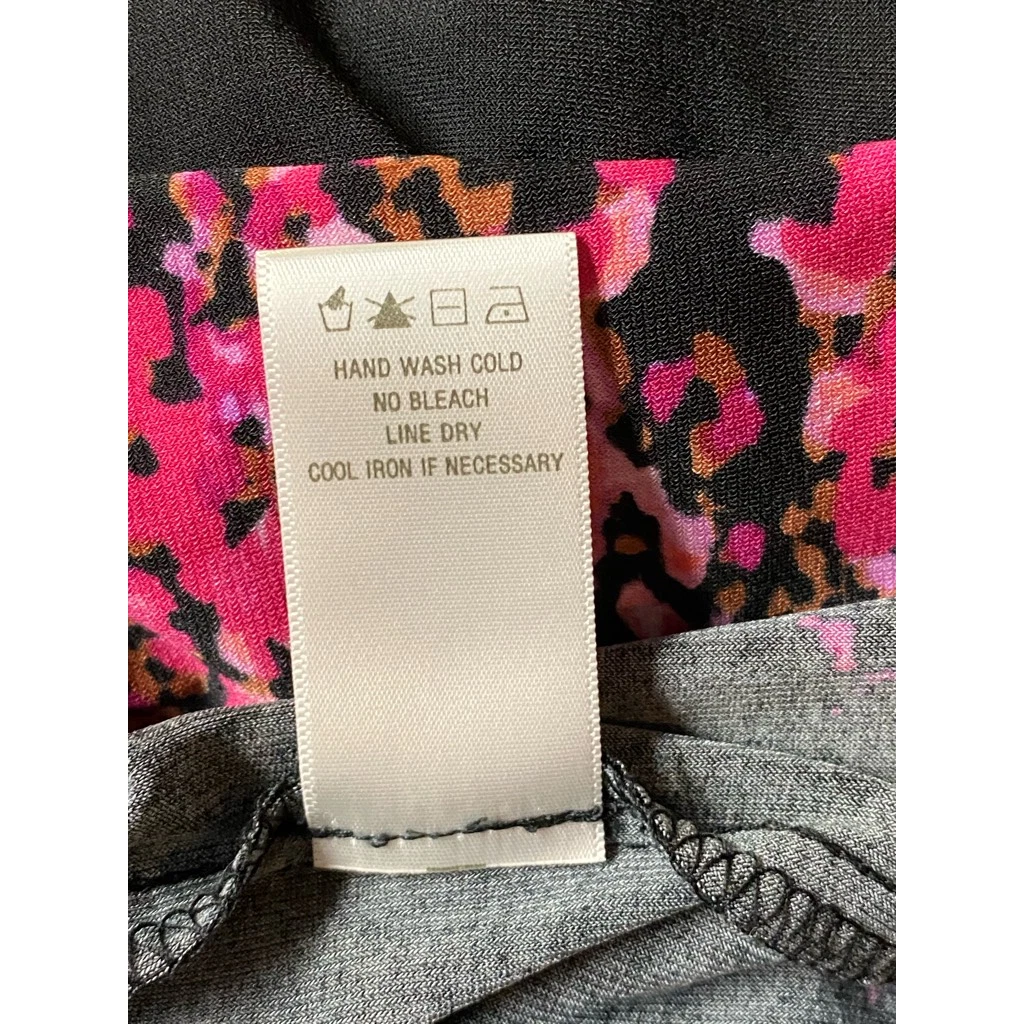 HAND WASH COLD
NO BLEACH
LINE DRY
COOL IRON IF NECESSARY